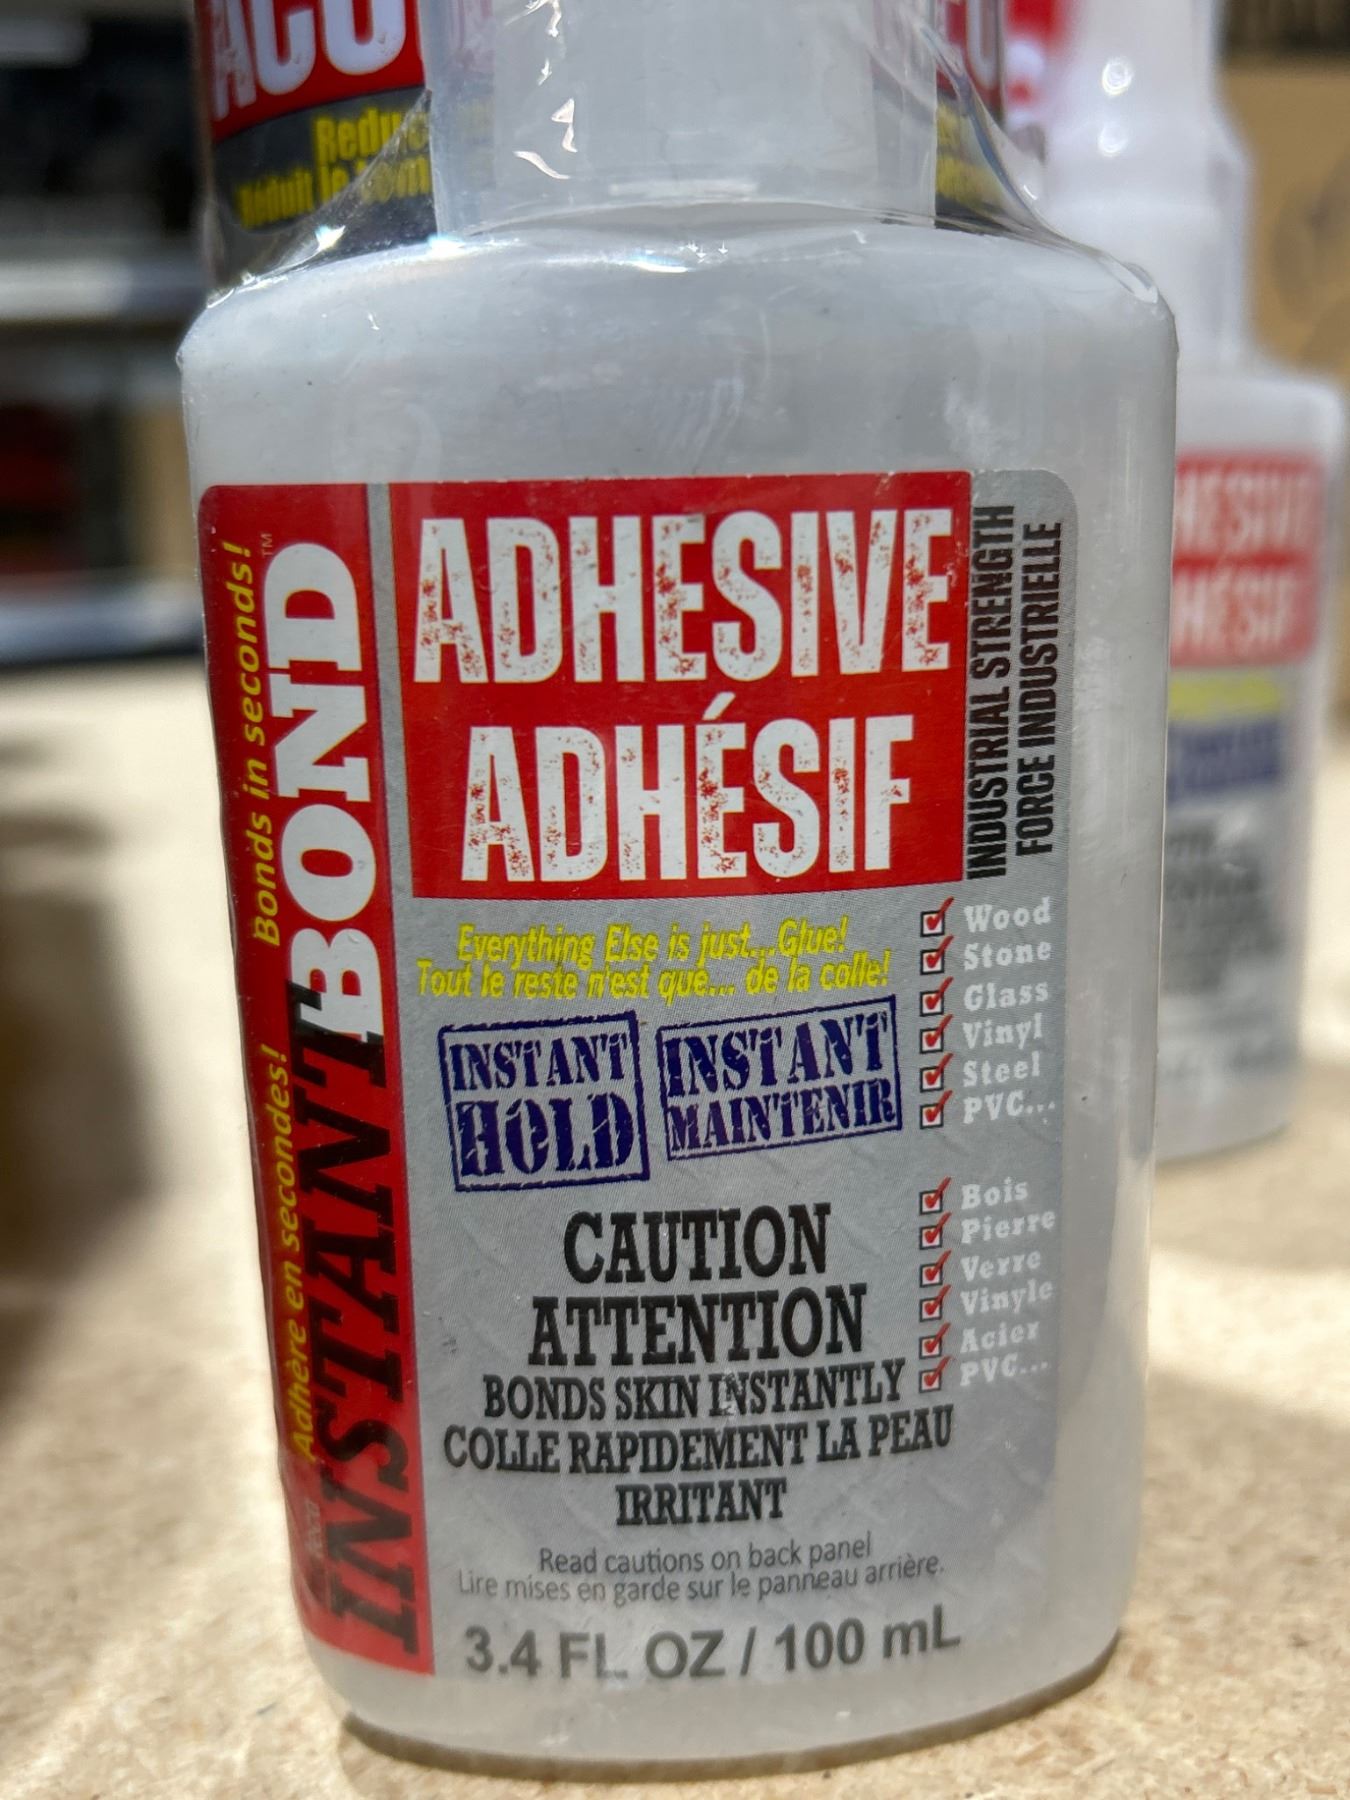 Bonds in seconds!
Adhère en secondes!
INSTANTBOND™
ADHESIVE
ADHÉSIF
INDUSTRIAL STRENGTH
FORCE INDUSTRIELLE
Everything Else is just...Glue!
Tout le reste n'est que... de la colle!
INSTANT
HOLD
INSTANT
MAINTENIR
Wood
Stone
Glass
Vinyl
Steel
PVC...
Bois
Pierre
Verre
Vinyle
Acier
PVC...
CAUTION
ATTENTION
BONDS SKIN INSTANTLY
COLLE RAPIDEMENT LA PEAU
IRRITANT
Read cautions on back panel
Lire mises en garde sur le panneau arrière.
3.4 FL OZ / 100 mL